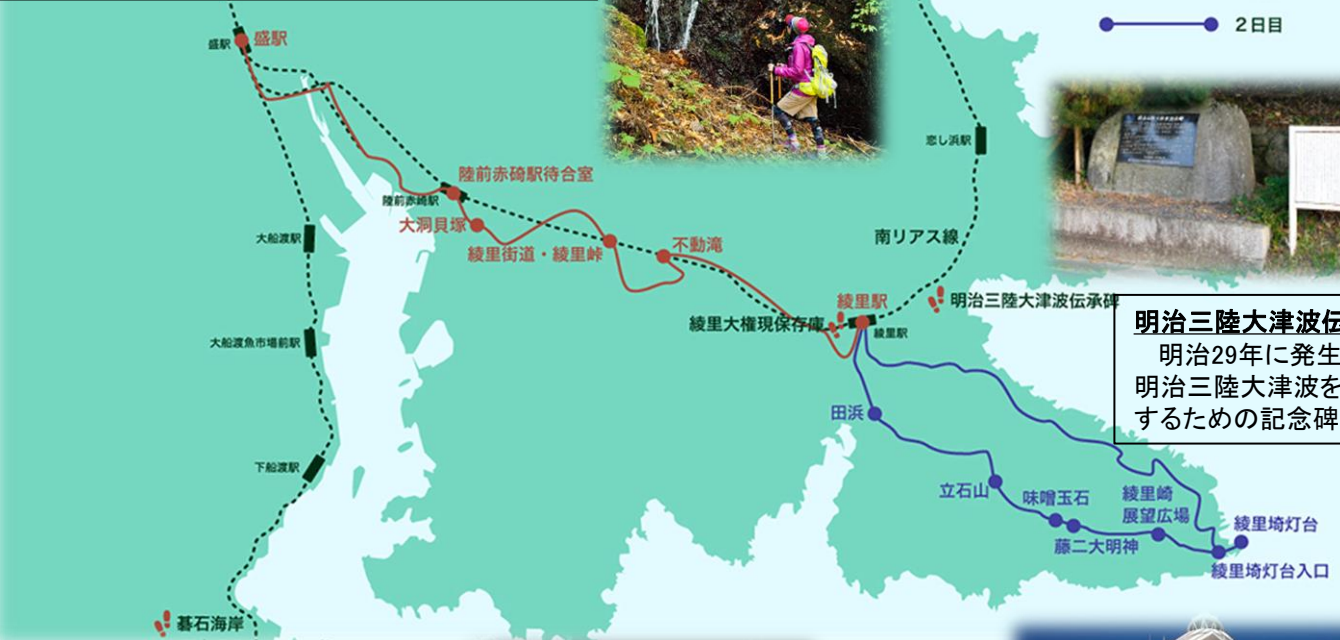 盛駅
盛駅
2日目
恋し浜駅
陸前赤碕駅待合室
陸前赤崎駅
大洞貝塚
綾里街道・綾里峠
不動滝
大船渡駅
南リアス線
綾里駅
明治三陸大津波伝承碑
綾里大権現保存庫
綾里駅
大船渡魚市場前駅
明治三陸大津波伝
明治29年に発生
明治三陸大津波を
するための記念碑
田浜
下船渡駅
立石山
味噌玉石
綾里崎
展望広場
藤二大明神
綾里埼灯台
綾里埼灯台入口
碁石海岸